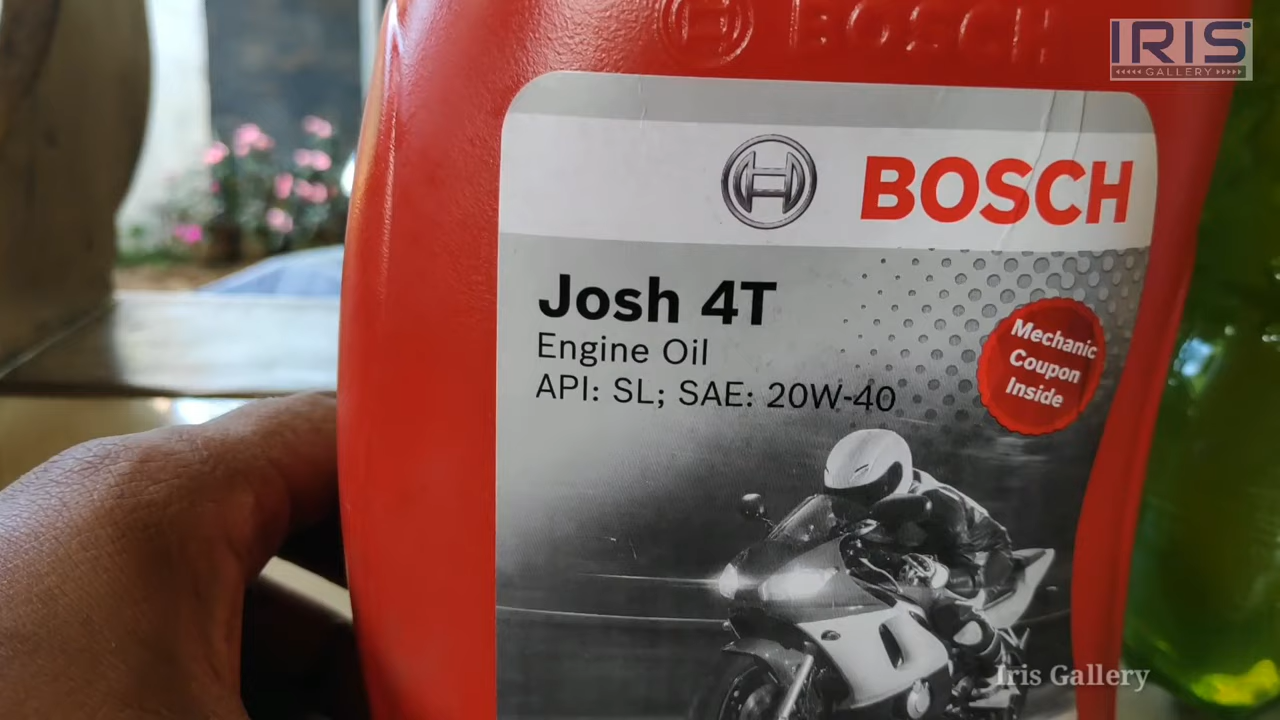 BOSCH
IRIS
GALLERY
BOSCH
Josh 4T
Engine Oil
API: SL; SAE: 20W-40
Mechanic
Coupon
Inside
Iris Gallery